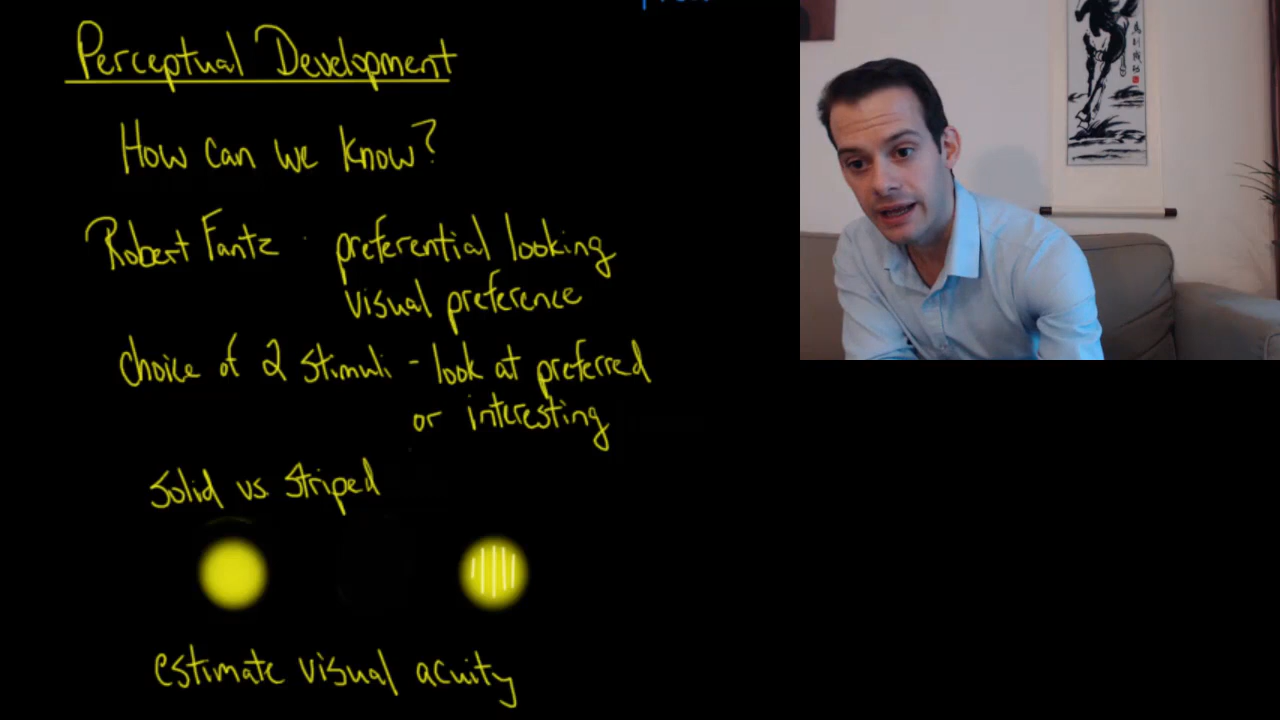 Perceptual Development
How can we know?
Robert Fantz - preferential looking
visual preference
choice of 2 stimuli - look at preferred
or interesting
solid vs. striped
estimate visual acuity